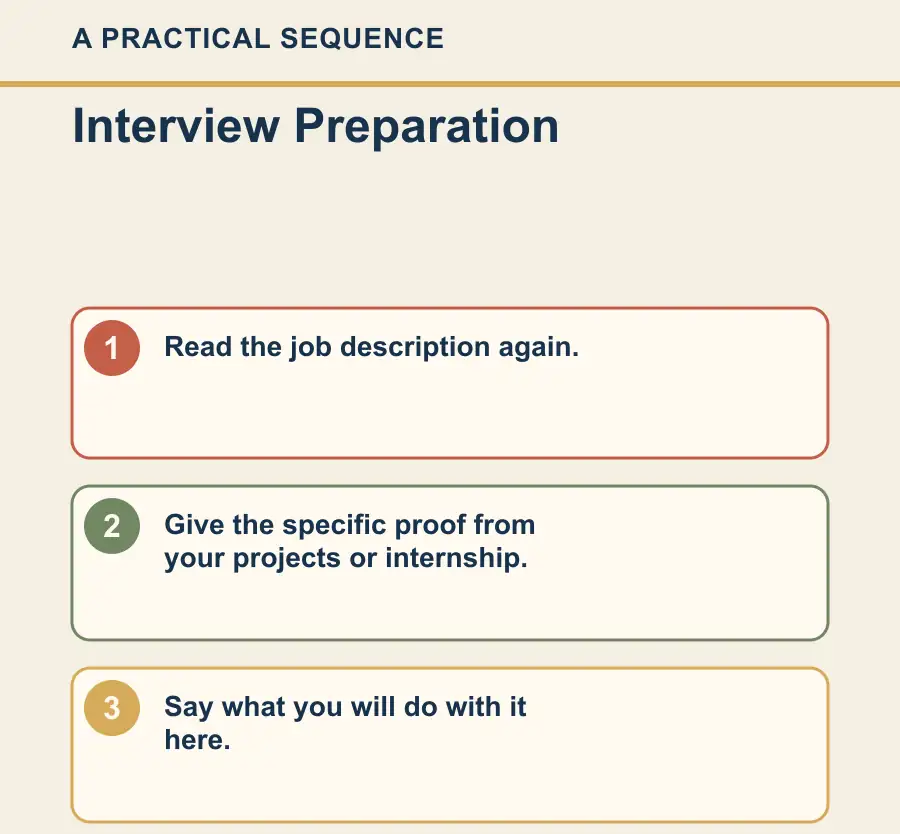 A PRACTICAL SEQUENCE
Interview Preparation
1 Read the job description again.
2 Give the specific proof from
your projects or internship.
3 Say what you will do with it
here.